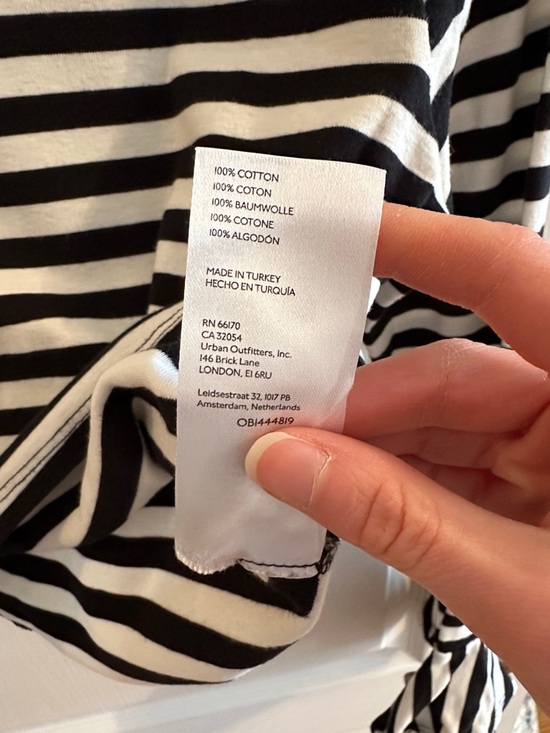 100% COTTON
100% COTON
100% BAUMWOLLE
100% COTONE
100% ALGODÓN
MADE IN TURKEY
HECHO EN TURQUÍA
RN 66170
CA 32054
Urban Outfitters, Inc.
146 Brick Lane
LONDON, E1 6RU
Leidsestraat 32, 1017 PB
Amsterdam, Netherlands
OB1444819